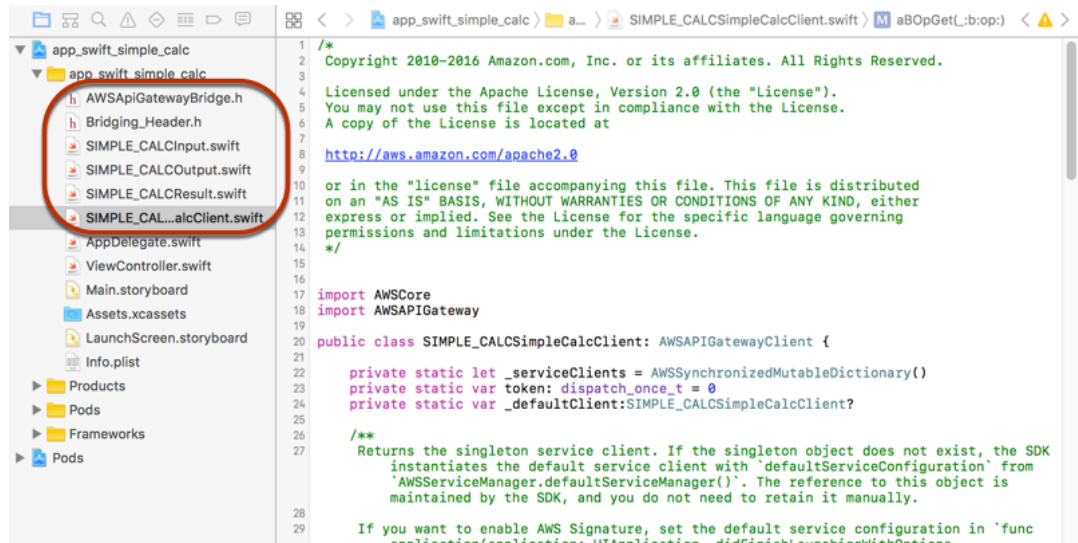 app_swift_simple_calc
a...
SIMPLE_CALCSimpleCalcClient.swift
M
aBOpGet(_:b:op:)
app_swift_simple_calc
app_swift_simple_calc
h AWSApiGatewayBridge.h
h Bridging_Header.h
SIMPLE_CALCInput.swift
SIMPLE_CALCOutput.swift
SIMPLE_CALCResult.swift
SIMPLE_CAL...alcClient.swift
AppDelegate.swift
ViewController.swift
Main.storyboard
Assets.xcassets
LaunchScreen.storyboard
Info.plist
Products
Pods
Frameworks
Pods
1 /*
2 Copyright 2010-2016 Amazon.com, Inc. or its affiliates. All Rights Reserved.
3
4 Licensed under the Apache License, Version 2.0 (the "License").
5 You may not use this file except in compliance with the License.
6 A copy of the License is located at
7
8 http://aws.amazon.com/apache2.0
9
10 or in the "license" file accompanying this file. This file is distributed
11 on an "AS IS" BASIS, WITHOUT WARRANTIES OR CONDITIONS OF ANY KIND, either
12 express or implied. See the License for the specific language governing
13 permissions and limitations under the License.
14 */
15
16
17 import AWSCore
18 import AWSAPIGateway
19
20 public class SIMPLE_CALCSimpleCalcClient: AWSAPIGatewayClient {
21
22 private static let _serviceClients = AWSSynchronizedMutableDictionary()
23 private static var token: dispatch_once_t = 0
24 private static var _defaultClient:SIMPLE_CALCSimpleCalcClient?
25
26 /**
27 Returns the singleton service client. If the singleton object does not exist, the SDK
instantiates the default service client with `defaultServiceConfiguration` from
`AWSServiceManager.defaultServiceManager()`. The reference to this object is
maintained by the SDK, and you do not need to retain it manually.
28
29 If you want to enable AWS Signature, set the default service configuration in `func
application(application: UIApplication, didFinishLaunchingWithOptions